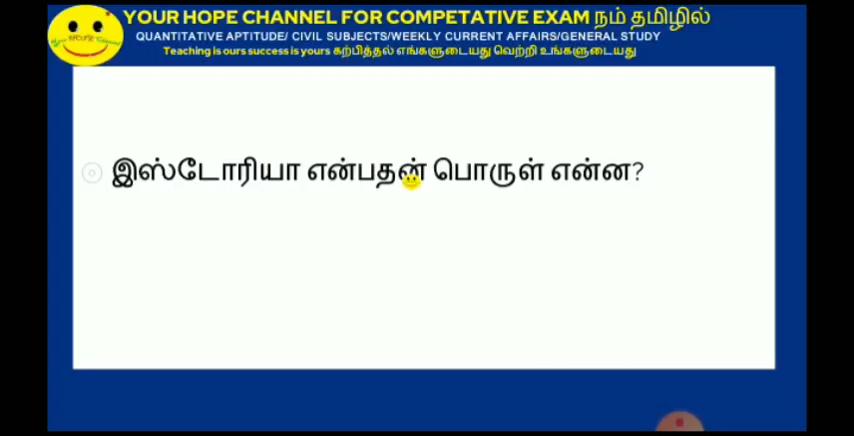 YOUR HOPE CHANNEL FOR COMPETATIVE EXAM நம் தமிழில்
QUANTITATIVE APTITUDE/ CIVIL SUBJECTS/WEEKLY CURRENT AFFAIRS/GENERAL STUDY
Teaching is ours success is yours கற்பித்தல் எங்களுடையது வெற்றி உங்களுடையது
இஸ்டோரியா என்பதன் பொருள் என்ன?